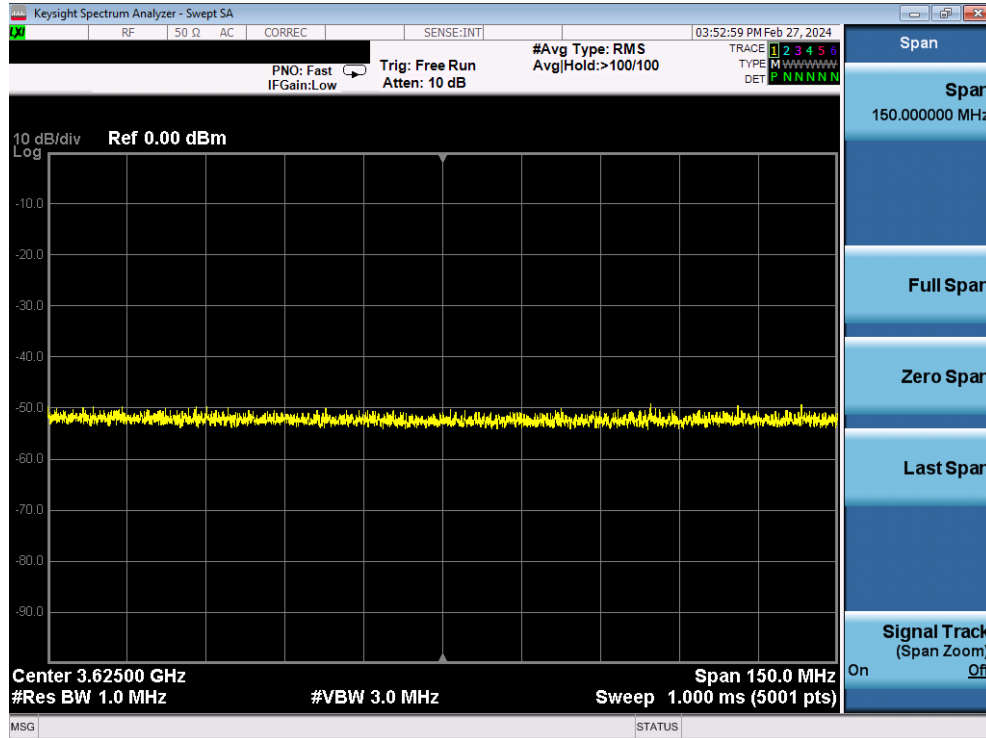 Keysight Spectrum Analyzer - Swept SA
LXI RF 50 Ω AC CORREC SENSE:INT 03:52:59 PM Feb 27, 2024
PNO: Fast
IFGain:Low
Trig: Free Run
Atten: 10 dB
#Avg Type: RMS
Avg|Hold:>100/100
TRACE 1 2 3 4 5 6
TYPE M WWWWW
DET P N N N N N
10 dB/div
Log
Ref 0.00 dBm
-10.0
-20.0
-30.0
-40.0
-50.0
-60.0
-70.0
-80.0
-90.0
Center 3.62500 GHz
#Res BW 1.0 MHz
#VBW 3.0 MHz
Span 150.0 MHz
Sweep 1.000 ms (5001 pts)
MSG
STATUS
Span
Span
150.000000 MHz
Full Span
Zero Span
Last Span
Signal Track
(Span Zoom)
On Off